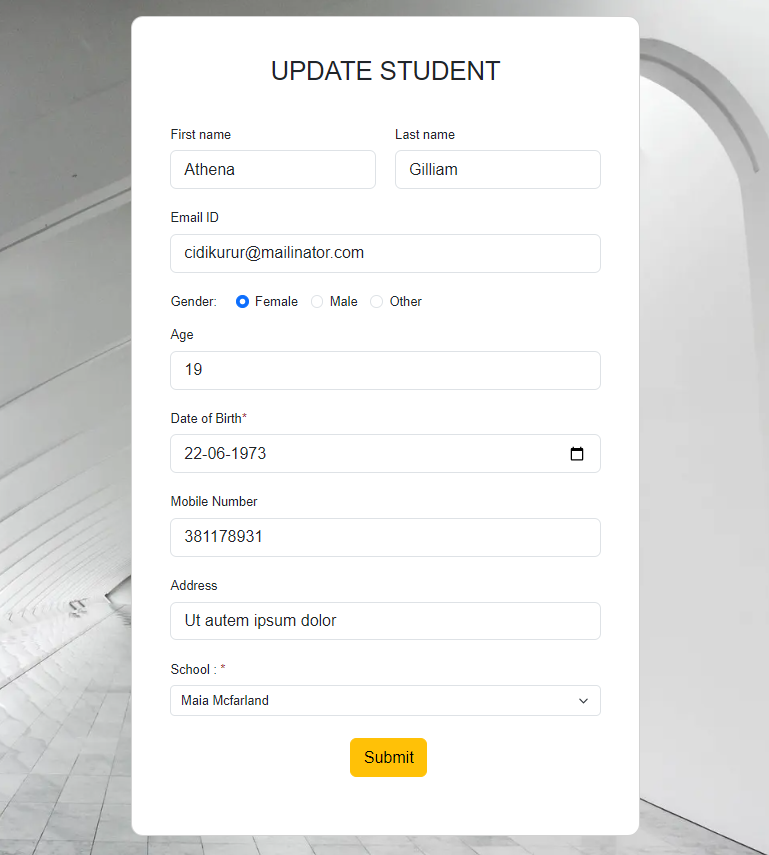 UPDATE STUDENT
First name Last name
Athena Gilliam
Email ID
cidikurur@mailinator.com
Gender: Female Male Other
Age
19
Date of Birth*
22-06-1973
Mobile Number
381178931
Address
Ut autem ipsum dolor
School : *
Maia Mcfarland
Submit